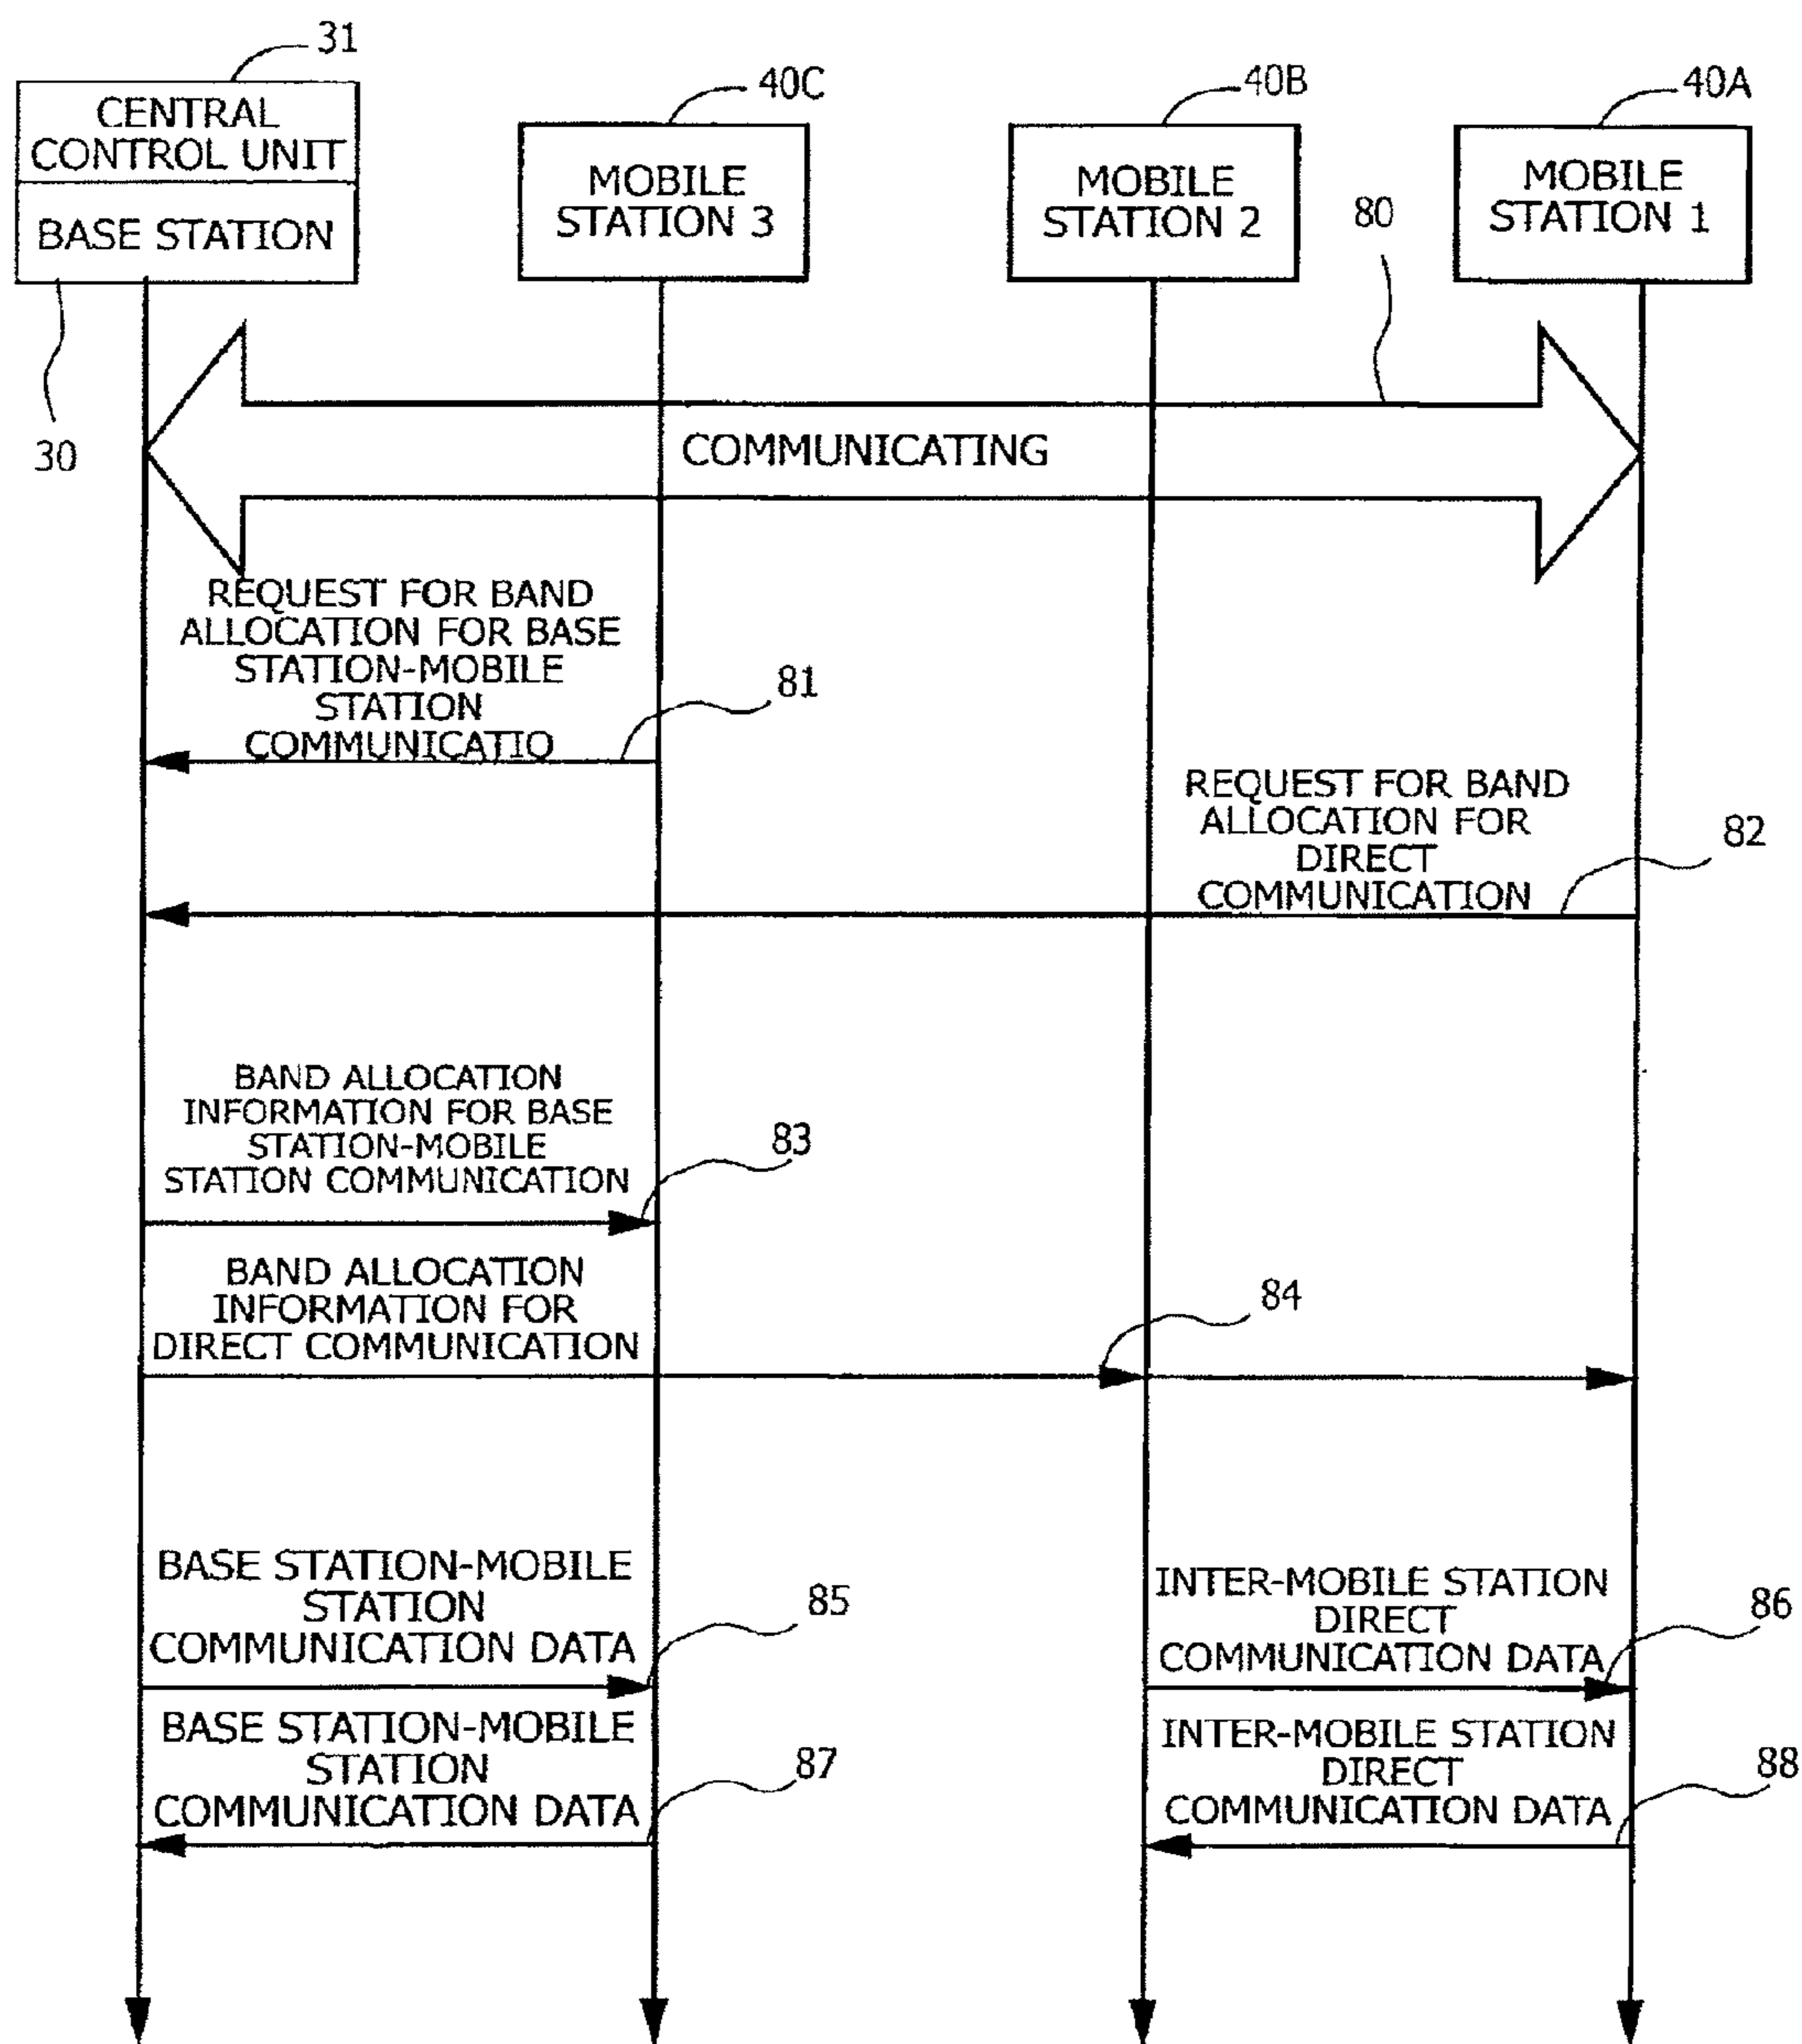 31
CENTRAL
CONTROL UNIT
BASE STATION
30
40C
MOBILE
STATION 3
40B
MOBILE
STATION 2
40A
MOBILE
STATION 1
80
COMMUNICATING
REQUEST FOR BAND
ALLOCATION FOR BASE
STATION-MOBILE
STATION
COMMUNICATIO
81
REQUEST FOR BAND
ALLOCATION FOR
DIRECT
COMMUNICATION
82
BAND ALLOCATION
INFORMATION FOR BASE
STATION-MOBILE
STATION COMMUNICATION
83
BAND ALLOCATION
INFORMATION FOR
DIRECT COMMUNICATION
84
BASE STATION-MOBILE
STATION
COMMUNICATION DATA
85
INTER-MOBILE STATION
DIRECT
COMMUNICATION DATA
86
BASE STATION-MOBILE
STATION
COMMUNICATION DATA
87
INTER-MOBILE STATION
DIRECT
COMMUNICATION DATA
88